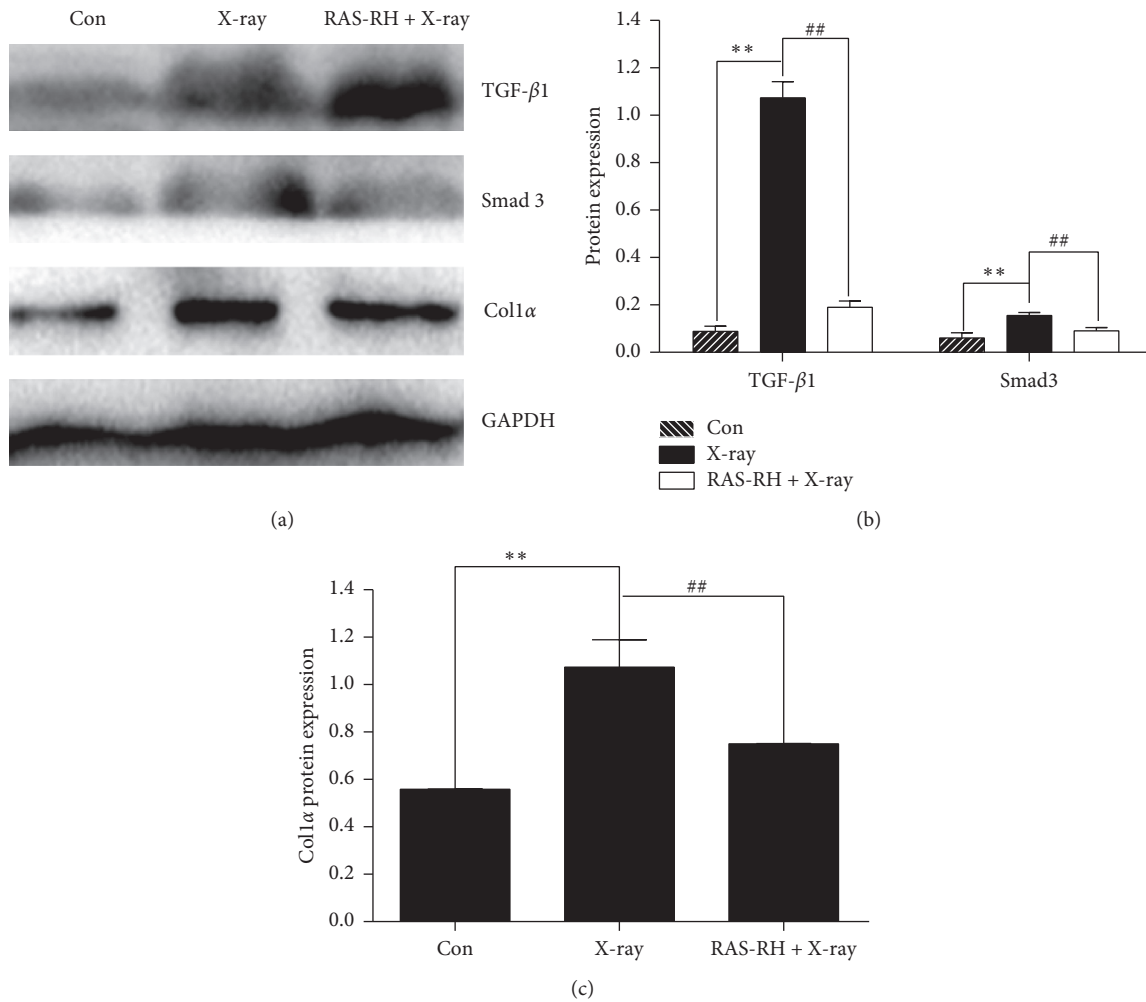 Con X-ray RAS-RH + X-ray
TGF-β1
Smad 3
Col1α
GAPDH
(a)
Protein expression
1.4
1.2
1.0
0.8
0.6
0.4
0.2
0.0
** ##
** ##
TGF-β1 Smad3
Con
X-ray
RAS-RH + X-ray
(b)
Col1α protein expression
1.4
1.2
1.0
0.8
0.6
0.4
0.2
0.0
** ##
Con X-ray RAS-RH + X-ray
(c)